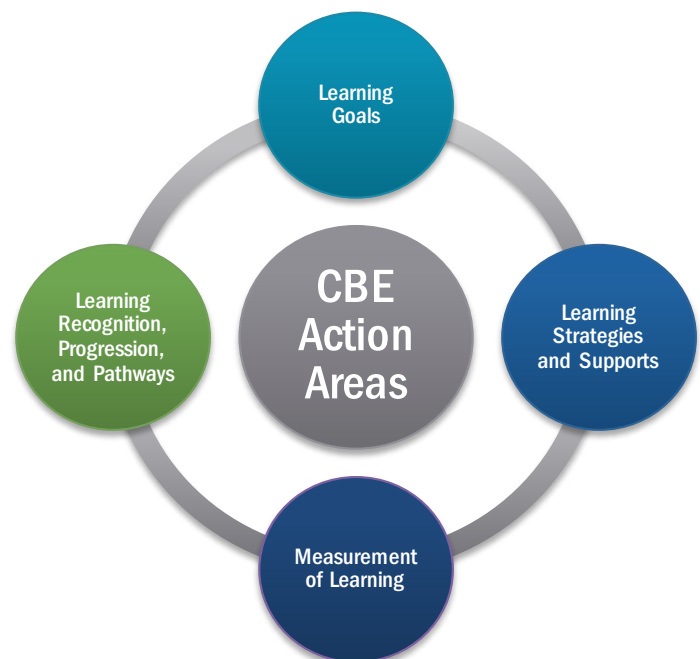 Learning
Goals
Learning
Recognition,
Progression,
and Pathways
CBE
Action
Areas
Learning
Strategies
and Supports
Measurement
of Learning